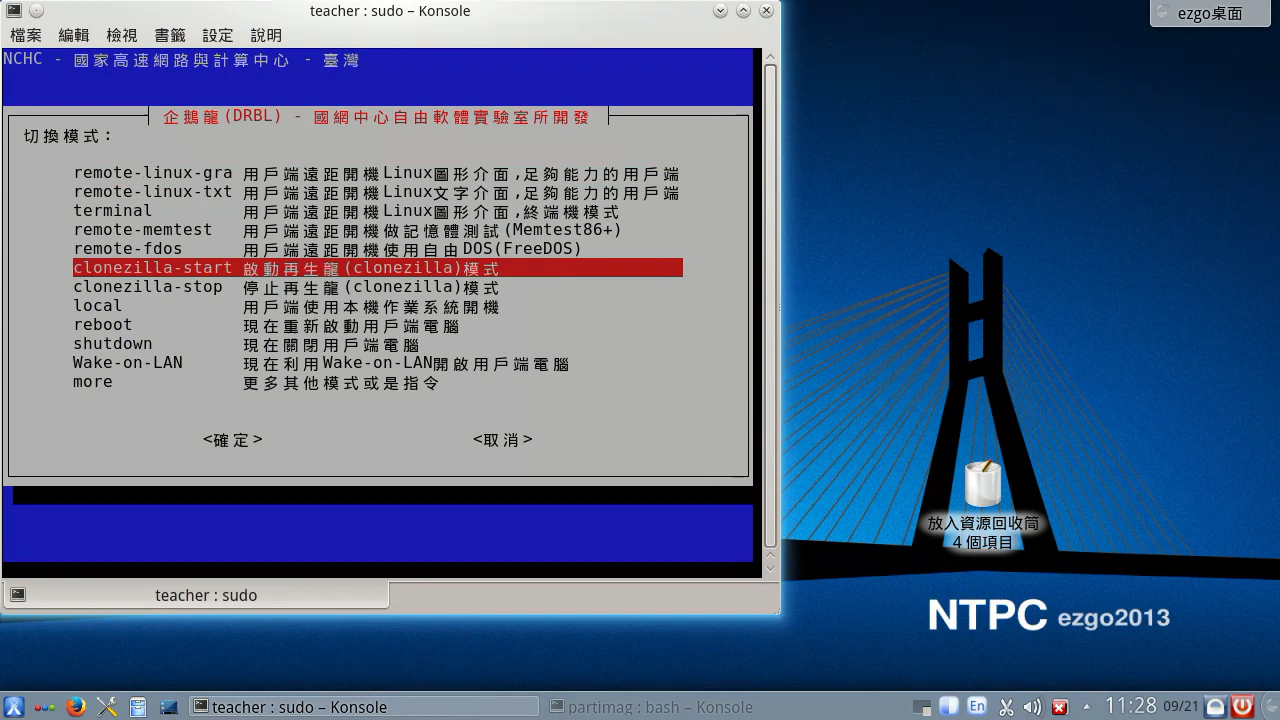 teacher : sudo – Konsole
檔案 編輯 檢視 書籤 設定 說明
NCHC - 國家高速網路與計算中心 - 臺灣
企鵝龍(DRBL) - 國網中心自由軟體實驗室所開發
切換模式：
remote-linux-gra 用戶端遠距開機Linux圖形介面,足夠能力的用戶端
remote-linux-txt 用戶端遠距開機Linux文字介面,足夠能力的用戶端
terminal 用戶端遠距開機Linux圖形介面,終端機模式
remote-memtest 用戶端遠距開機做記憶體測試(Memtest86+)
remote-fdos 用戶端遠距開機使用自由DOS(FreeDOS)
clonezilla-start 啟動再生龍(clonezilla)模式
clonezilla-stop 停止再生龍(clonezilla)模式
local 用戶端使用本機作業系統開機
reboot 現在重新啟動用戶端電腦
shutdown 現在關閉用戶端電腦
Wake-on-LAN 現在利用Wake-on-LAN開啟用戶端電腦
more 更多其他模式或是指令
<確定> <取消>
teacher : sudo
ezgo桌面
放入資源回收筒
4 個項目
NTPC ezgo2013
teacher : sudo – Konsole
partimag : bash – Konsole
En
11:28 09/21